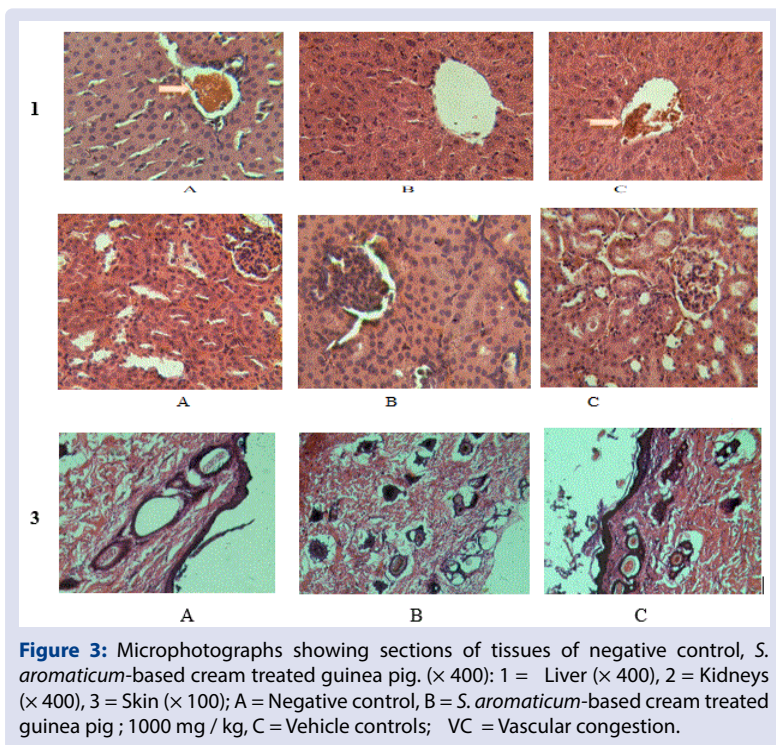 1
A B C
A B C
3
A B C
Figure 3: Microphotographs showing sections of tissues of negative control, S.
aromaticum-based cream treated guinea pig. (× 400): 1 = Liver (× 400), 2 = Kidneys
(× 400), 3 = Skin (× 100); A = Negative control, B = S. aromaticum-based cream treated
guinea pig ; 1000 mg / kg, C = Vehicle controls; VC = Vascular congestion.